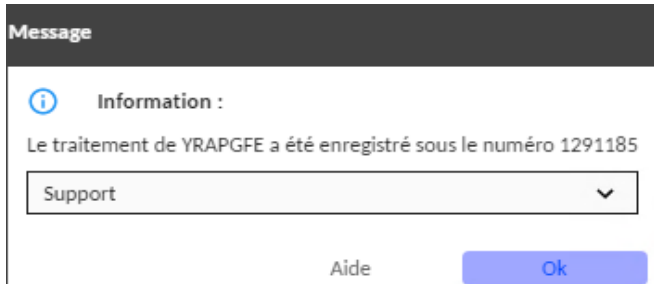 Message
Information :
Le traitement de YRAPGFE a été enregistré sous le numéro 1291185
Support
Aide Ok